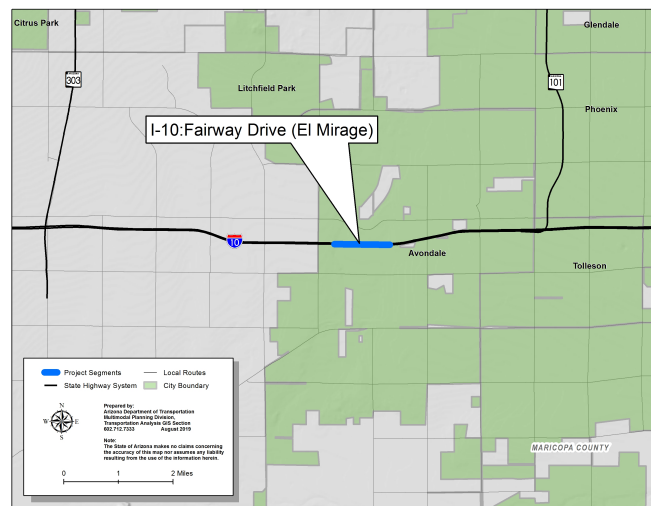 Citrus Park
Glendale
303
101
Litchfield Park
Phoenix
I-10:Fairway Drive (El Mirage)
10
Avondale
Tolleson
Project Segments
Local Routes
State Highway System
City Boundary
N
W
E
S
Prepared by:
Arizona Department of Transportation
Multimodal Planning Division,
Transportation Analysis GIS Section
602.712.7333 August 2019
Note:
The State of Arizona makes no claims concerning
the accuracy of this map nor assumes any liability
resulting from the use of the information herein.
0 1 2 Miles
MARICOPA COUNTY